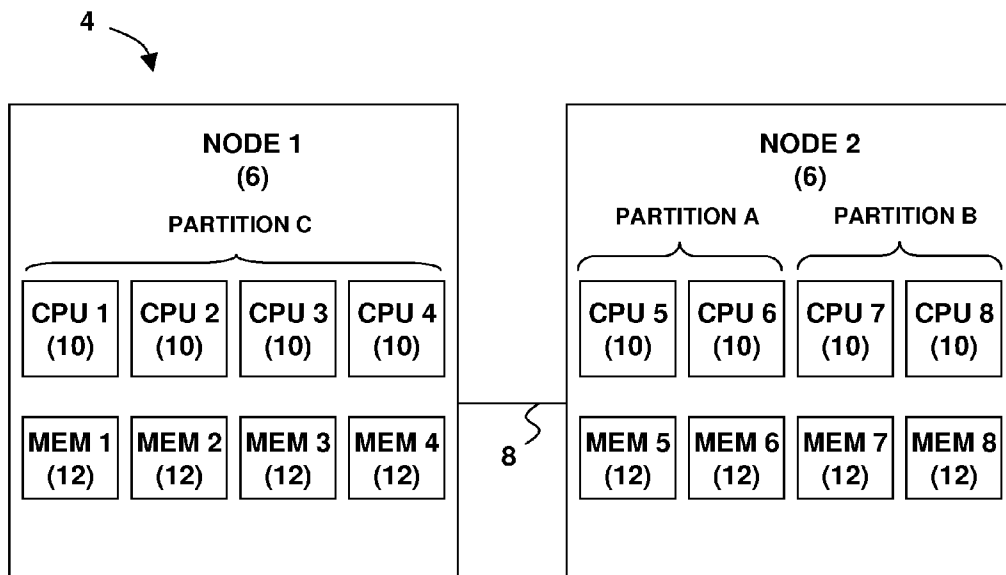 4
NODE 1
(6)
PARTITION C
CPU 1
(10)
CPU 2
(10)
CPU 3
(10)
CPU 4
(10)
MEM 1
(12)
MEM 2
(12)
MEM 3
(12)
MEM 4
(12)
8
NODE 2
(6)
PARTITION A
PARTITION B
CPU 5
(10)
CPU 6
(10)
CPU 7
(10)
CPU 8
(10)
MEM 5
(12)
MEM 6
(12)
MEM 7
(12)
MEM 8
(12)